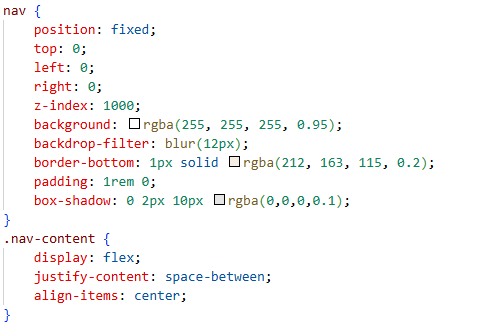 nav {
    position: fixed;
    top: 0;
    left: 0;
    right: 0;
    z-index: 1000;
    background: rgba(255, 255, 255, 0.95);
    backdrop-filter: blur(12px);
    border-bottom: 1px solid rgba(212, 163, 115, 0.2);
    padding: 1rem 0;
    box-shadow: 0 2px 10px rgba(0,0,0,0.1);
}
.nav-content {
    display: flex;
    justify-content: space-between;
    align-items: center;
}